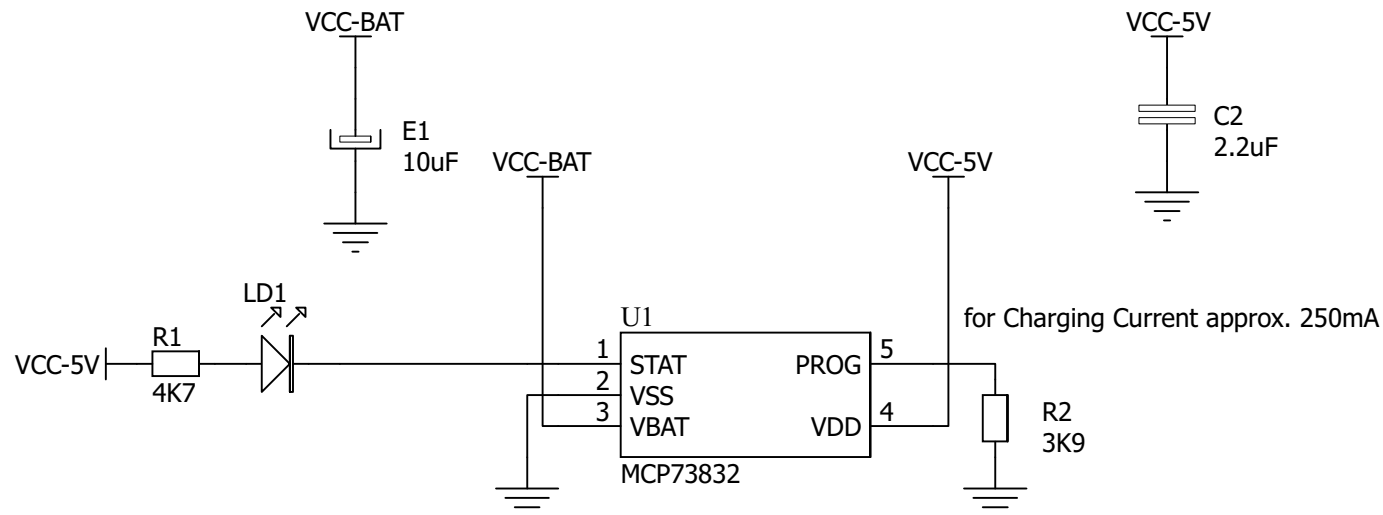 VCC-BAT
VCC-5V
E1
10uF
C2
2.2uF
VCC-BAT
VCC-5V
LD1
U1
for Charging Current approx. 250mA
R1
VCC-5V
4K7
1
STAT
PROG
5
2
VSS
3
VBAT
VDD
4
R2
3K9
MCP73832